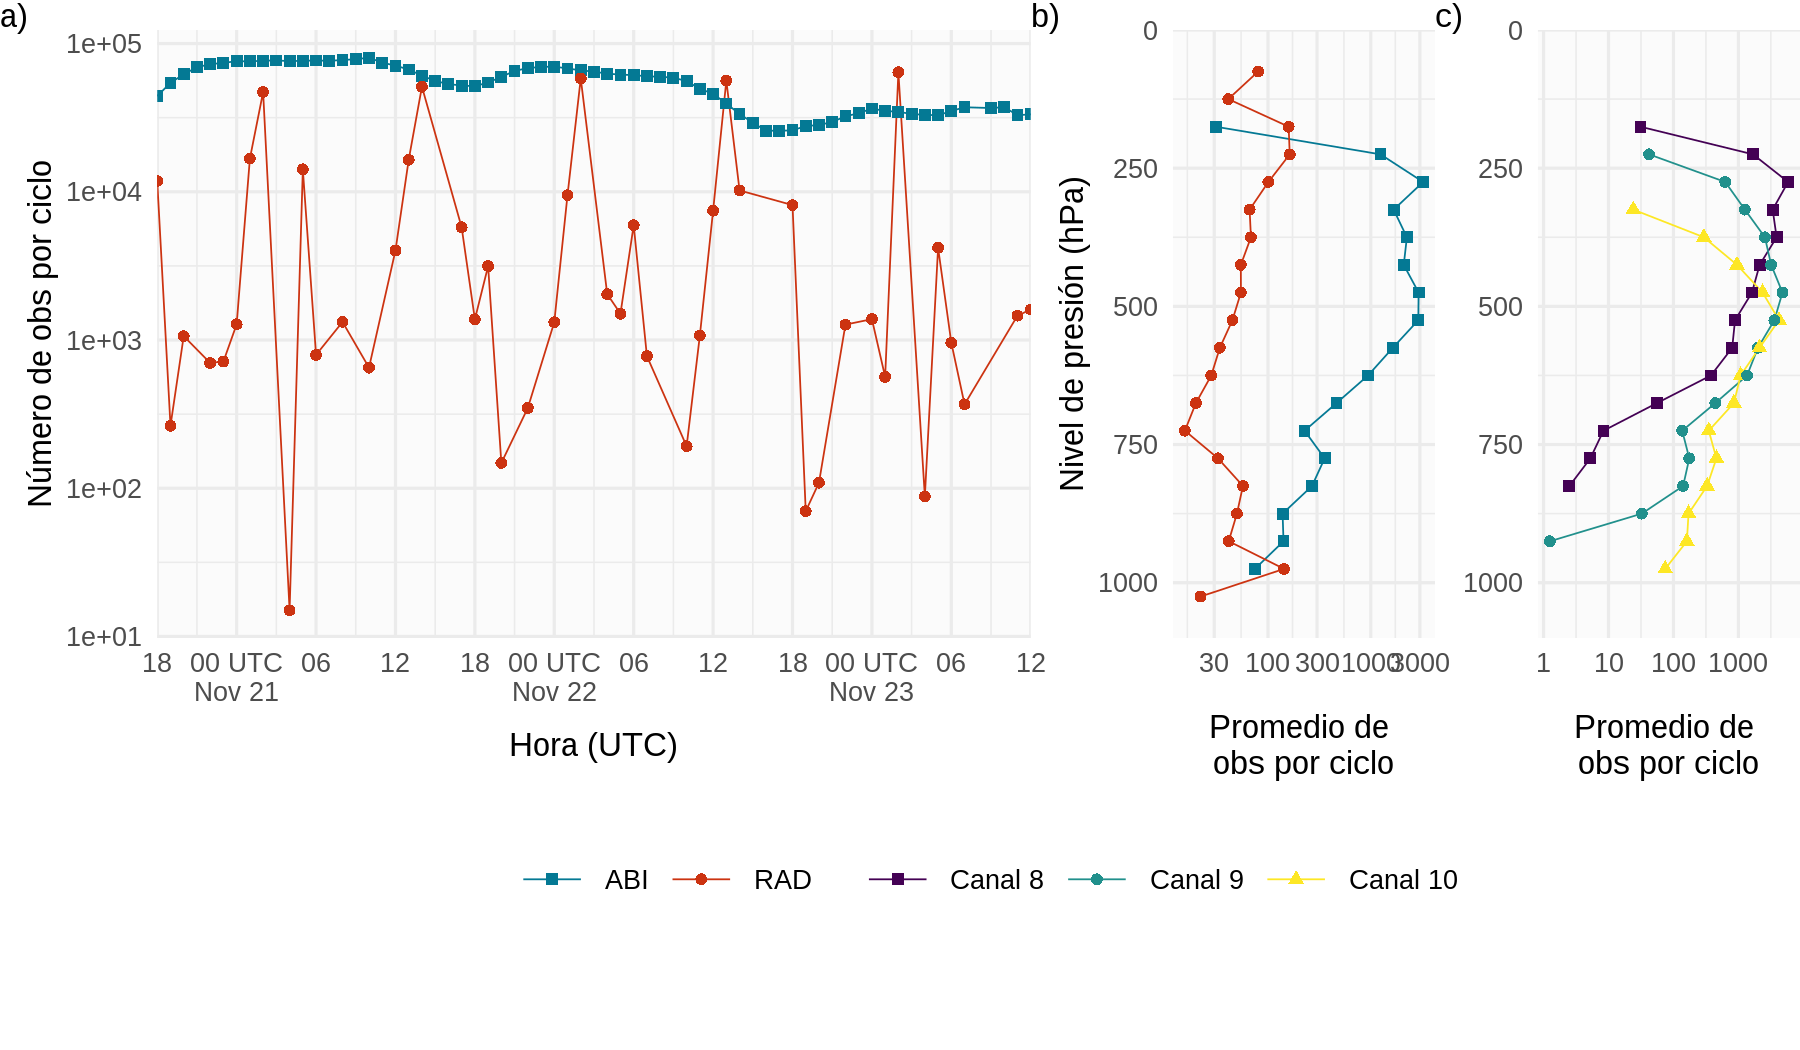 a)
b)
c)
Número de obs por ciclo
1e+05
1e+04
1e+03
1e+02
1e+01
18 00 UTC 06 12 18 00 UTC 06 12 18 00 UTC 06 12
Nov 21 Nov 22 Nov 23
Hora (UTC)
Nivel de presión (hPa)
0
250
500
750
1000
30 100 300 1000 3000
Promedio de
obs por ciclo
0
250
500
750
1000
1 10 100 1000
Promedio de
obs por ciclo
ABI RAD Canal 8 Canal 9 Canal 10